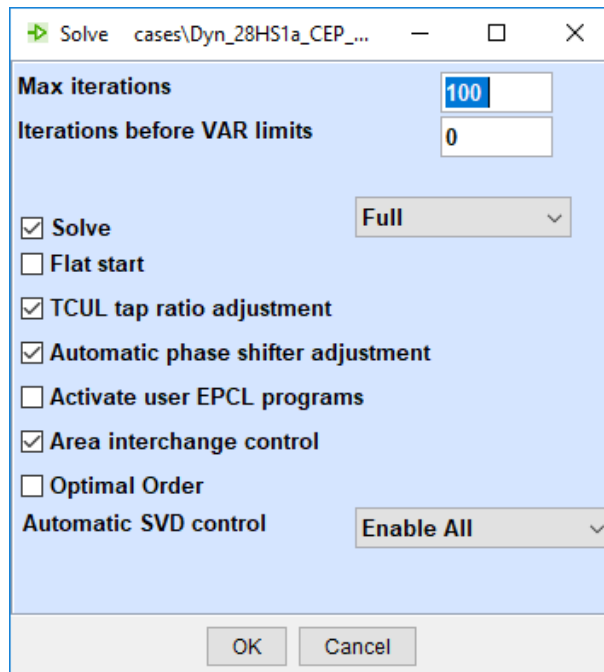 Solve cases\Dyn_28HS1a_CEP_...
Max iterations 100
Iterations before VAR limits 0
Solve Full
Flat start
TCUL tap ratio adjustment
Automatic phase shifter adjustment
Activate user EPCL programs
Area interchange control
Optimal Order
Automatic SVD control Enable All
OK Cancel